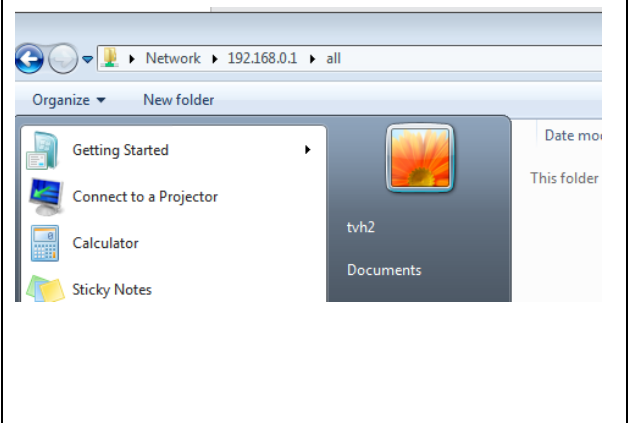 Network 192.168.0.1 all
Organize New folder
Getting Started
Connect to a Projector
Calculator
Sticky Notes
tvh2
Documents
Date
This folder